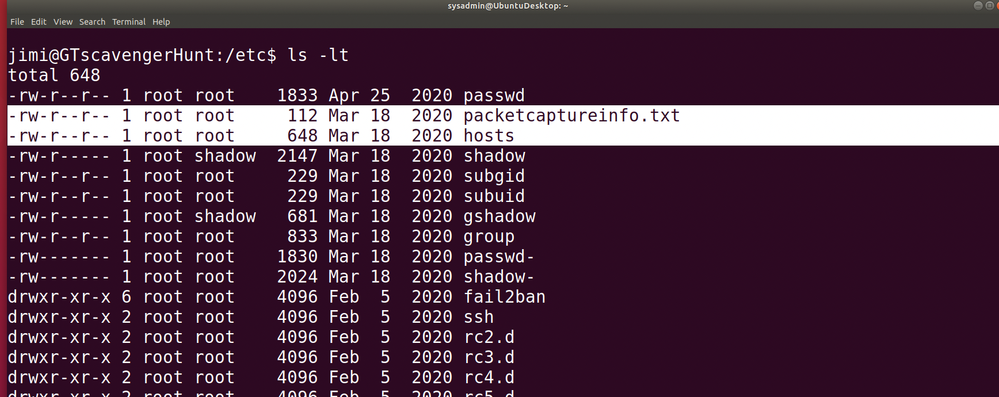 sysadmin@UbuntuDesktop: ~
File Edit View Search Terminal Help
jimi@GTscavengerHunt:/etc$ ls -lt
total 648
-rw-r--r-- 1 root root    1833 Apr 25  2020 passwd
-rw-r--r-- 1 root root     112 Mar 18  2020 packetcaptureinfo.txt
-rw-r--r-- 1 root root     648 Mar 18  2020 hosts
-rw-r----- 1 root shadow  2147 Mar 18  2020 shadow
-rw-r--r-- 1 root root     229 Mar 18  2020 subgid
-rw-r--r-- 1 root root     229 Mar 18  2020 subuid
-rw-r----- 1 root shadow   681 Mar 18  2020 gshadow
-rw-r--r-- 1 root root     833 Mar 18  2020 group
-rw------- 1 root root    1830 Mar 18  2020 passwd-
-rw------- 1 root root    2024 Mar 18  2020 shadow-
drwxr-xr-x 6 root root    4096 Feb  5  2020 fail2ban
drwxr-xr-x 2 root root    4096 Feb  5  2020 ssh
drwxr-xr-x 2 root root    4096 Feb  5  2020 rc2.d
drwxr-xr-x 2 root root    4096 Feb  5  2020 rc3.d
drwxr-xr-x 2 root root    4096 Feb  5  2020 rc4.d
drwxr-xr-x 2 root root    4096 Feb  5  2020 rc5.d